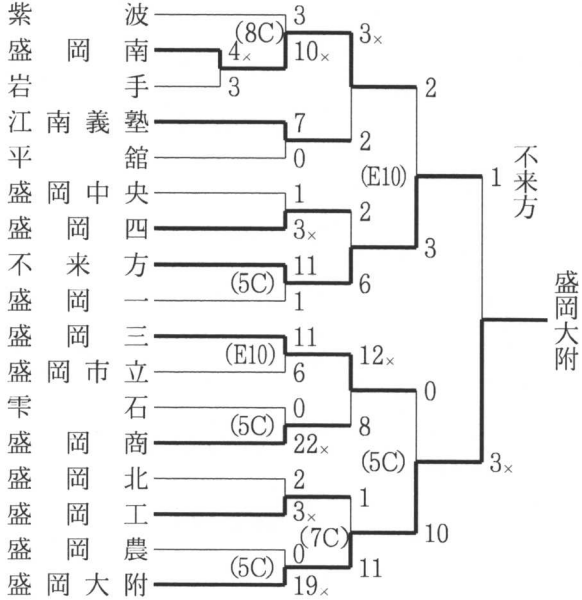 紫波 3
(8C) 3×
盛岡南 4× 10×
岩手 3
2
江南義塾 7
2
平舘 0
(E10) 1 不来方
盛岡中央 1
2
盛岡四 3×
3
不来方 11
(5C) 6
盛岡一 1
盛岡大附
盛岡三 11
(E10) 12×
盛岡市立 6
0
雫石 0
(5C) 8
盛岡商 22×
(5C) 3×
盛岡北 2
1
盛岡工 3×
(7C) 10
盛岡農 0
(5C) 11
盛岡大附 19×